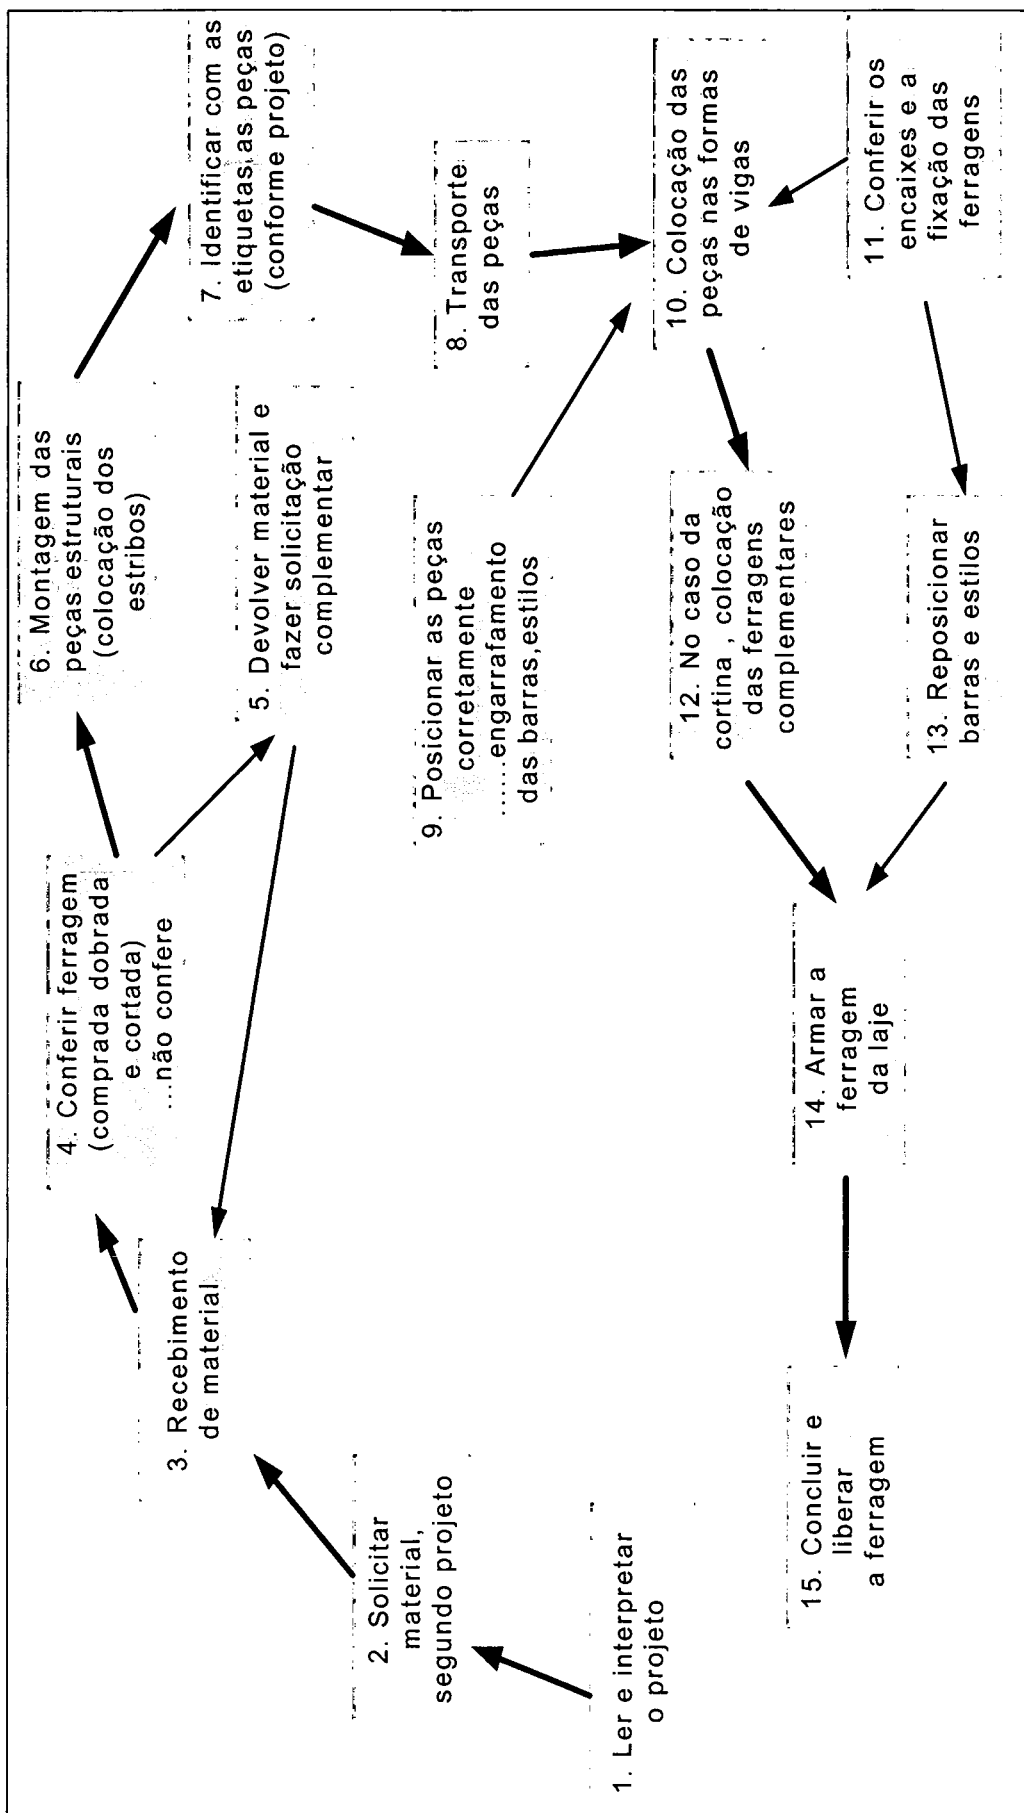 1. Ler e interpretar
o projeto
2. Solicitar
material,
segundo projeto
3. Recebimento
de material
4. Conferir ferragem
(comprada dobrada
e cortada)
...não confere
5. Devolver material e
fazer solicitação
complementar
6. Montagem das
peças estruturais
(colocação dos
estribos)
7. Identificar com as
etiquetas as peças
(conforme projeto)
8. Transporte
das peças
9. Posicionar as peças
corretamente
......engarrafamento
das barras,estilos
10. Colocação das
peças nas formas
de vigas
11. Conferir os
encaixes e a
fixação das
ferragens
12. No caso da
cortina , colocação
das ferragens
complementares
13. Reposicionar
barras e estilos
14. Armar a
ferragem
da laje
15. Concluir e
liberar
a ferragem